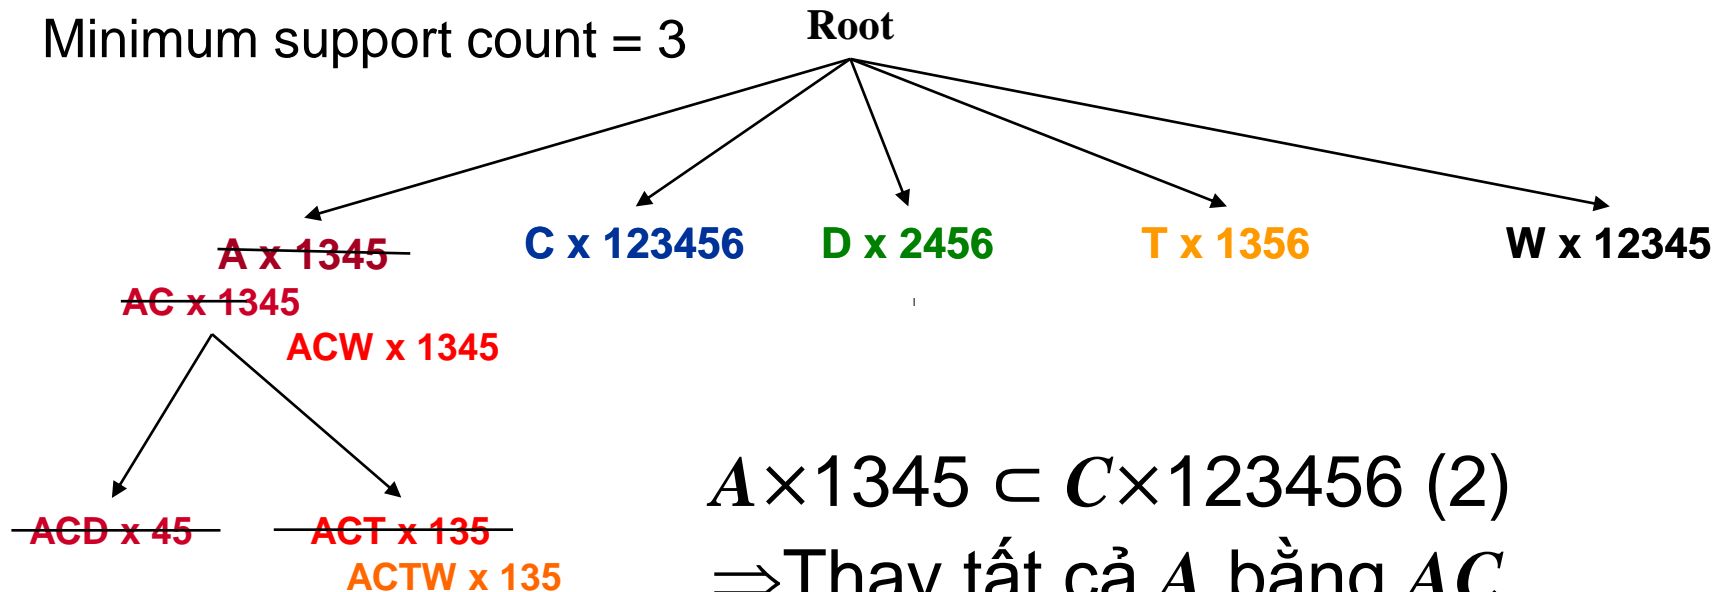 Minimum support count = 3
Root
A x 1345
C x 123456
D x 2456
T x 1356
W x 12345
AC x 1345
ACW x 1345
ACD x 45
ACT x 135
ACTW x 135
A×1345 ⊂ C×123456 (2)
⇒Thay tất cả A bằng AC